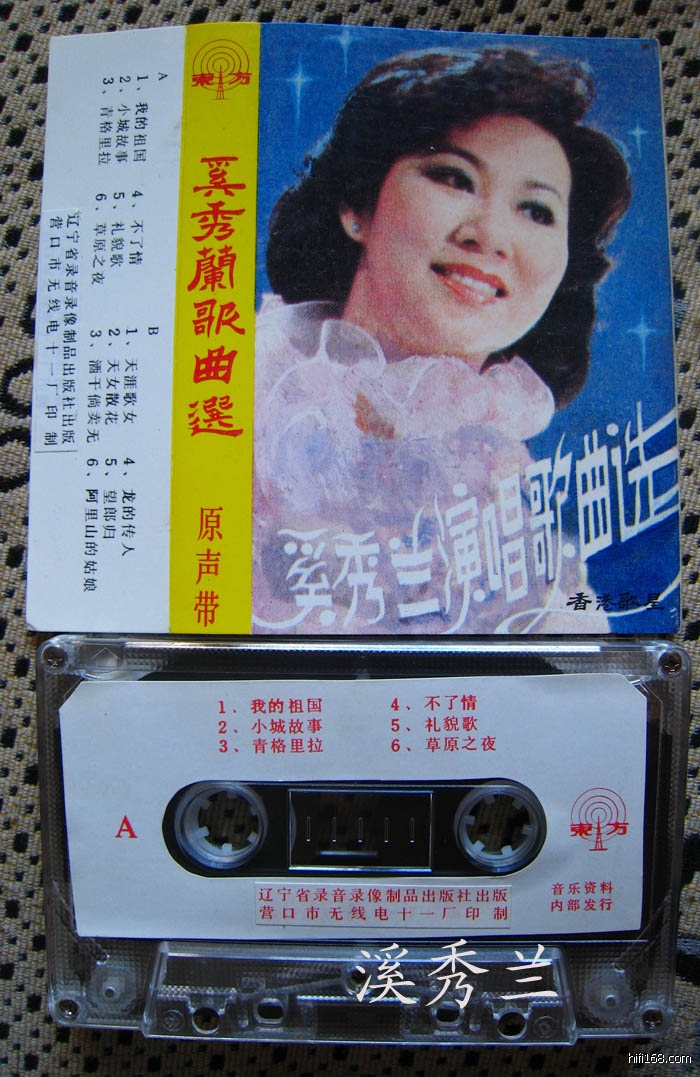 A
1、我的祖国 4、不了情
2、小城故事 5、礼貌歌
3、青格里拉 6、草原之夜
B
1、天涯歌女 4、龙的传人
2、天女散花 5、望郎归
3、酒干倘卖无 6、阿里山的姑娘
辽宁省录音录像制品出版社出版
营口市无线电十一厂印制
東方
奚秀蘭歌曲選
原声带
奚秀兰演唱歌曲选
香港歌星
1、我的祖国 4、不了情
2、小城故事 5、礼貌歌
3、青格里拉 6、草原之夜
A
東方
辽宁省录音录像制品出版社出版
营口市无线电十一厂印制
音乐资料
内部发行
溪秀兰
hifi168.com